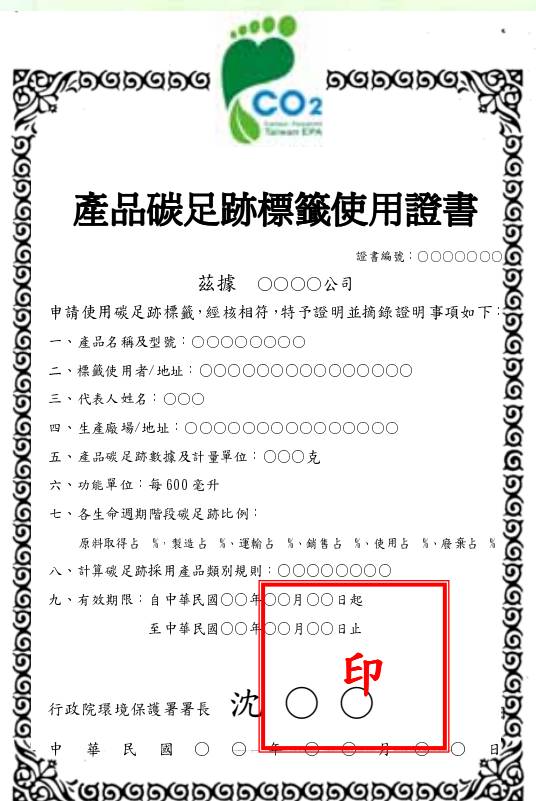 CO2
Taiwan EPA
產品碳足跡標籤使用證書
證書編號：○○○○○○○
茲據 ○○○○公司
申請使用碳足跡標籤，經核相符，特予證明並摘錄證明事項如下：
一、產品名稱及型號：○○○○○○○○
二、標籤使用者/地址：○○○○○○○○○○○○○○○
三、代表人姓名：○○○
四、生產廠場/地址：○○○○○○○○○○○○○○○
五、產品碳足跡數據及計量單位：○○○克
六、功能單位：每600毫升
七、各生命週期階段碳足跡比例：
原料取得占 %、製造占 %、運輸占 %、銷售占 %、使用占 %、廢棄占 %
八、計算碳足跡採用產品類別規則：○○○○○○○○
九、有效期限：自中華民國○○年○○月○○日起
至中華民國○○年○○月○○日止
印
行政院環境保護署署長 沈○○
中華民國○○年○○月○○日